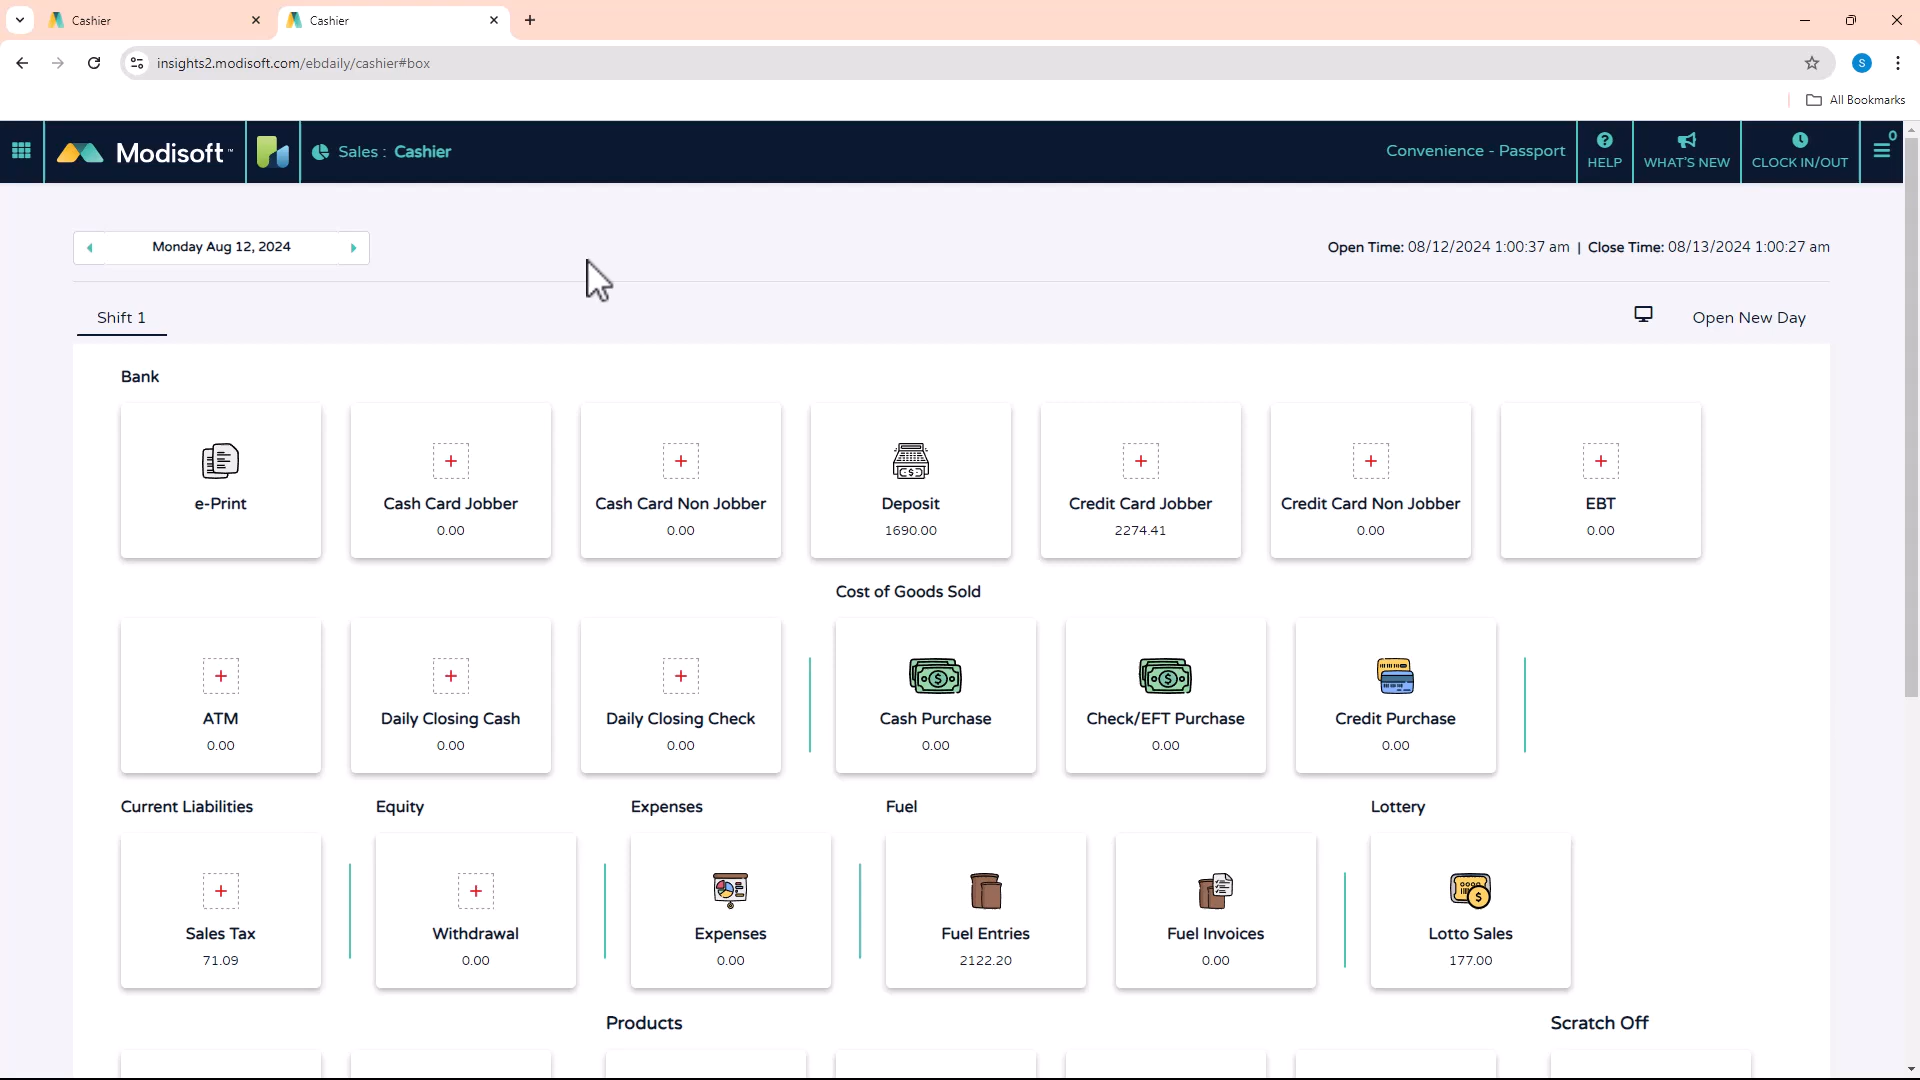 Cashier
Cashier
insights2.modisoft.com/ebdaily/cashier#box
S
All Bookmarks
Modisoft™
Sales : Cashier
Convenience - Passport
HELP
WHAT'S NEW
CLOCK IN/OUT
0
Monday Aug 12, 2024
Open Time: 08/12/2024 1:00:37 am | Close Time: 08/13/2024 1:00:27 am
Shift 1
Open New Day
Bank
e-Print
Cash Card Jobber
0.00
Cash Card Non Jobber
0.00
Deposit
1690.00
Credit Card Jobber
2274.41
Credit Card Non Jobber
0.00
EBT
0.00
Cost of Goods Sold
ATM
0.00
Daily Closing Cash
0.00
Daily Closing Check
0.00
Cash Purchase
0.00
Check/EFT Purchase
0.00
Credit Purchase
0.00
Current Liabilities
Equity
Expenses
Fuel
Lottery
Sales Tax
71.09
Withdrawal
0.00
Expenses
0.00
Fuel Entries
2122.20
Fuel Invoices
0.00
Lotto Sales
177.00
Products
Scratch Off